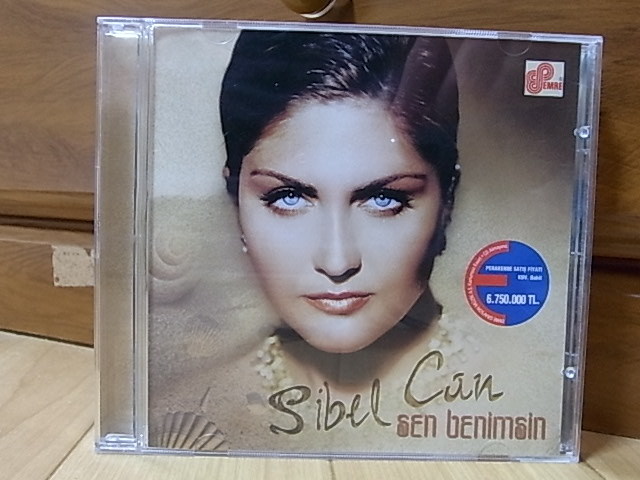 EMRE
PERAKENDE SATIŞ FİYATI
KDV. Dahil
6.750.000 TL.
Sibel Can
sen benimsin